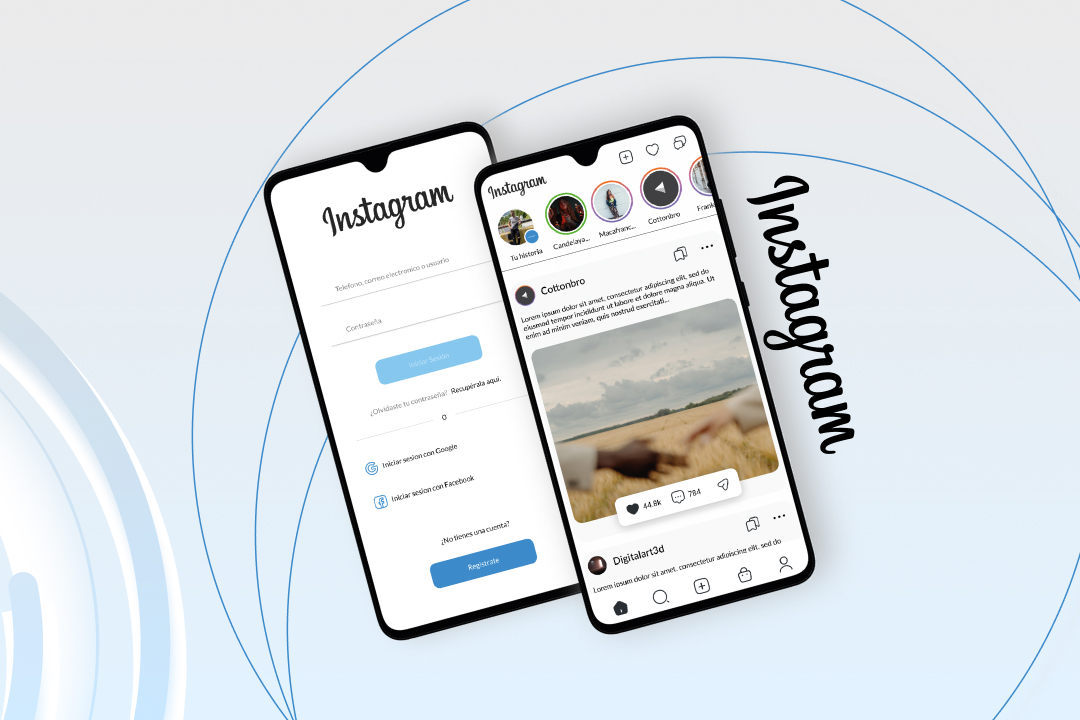 Instagram
Telefono, correo electronico o usuario
Contraseña
Iniciar Sesión
¿Olvidaste tu contraseña? Recupérala aquí.
O
Iniciar sesion con Google
Iniciar sesion con Facebook
¿No tienes una cuenta?
Registrate
Instagram
Tu historia
Candelaya...
Macafranc...
Cottonbro
Frank
Cottonbro
Lorem ipsum dolor sit amet, consectetur adipiscing elit, sed do
eiusmod tempor incididunt ut labore et dolore magna aliqua. Ut
enim ad minim veniam, quis nostrud exercitati...
44.8k
784
Digitalart3d
Lorem ipsum dolor sit amet, consectetur adipiscing elit, sed do
Instagram